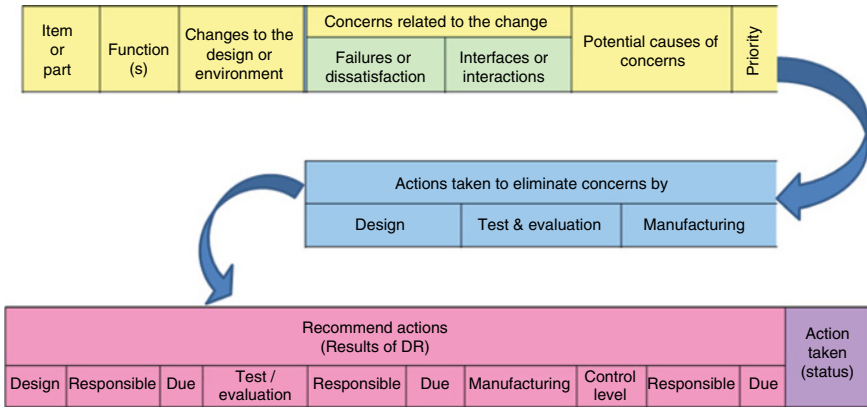 Item
or
part
Function
(s)
Changes to the
design or
environment
Concerns related to the change
Failures or
dissatisfaction
Interfaces or
interactions
Potential causes of
concerns
Priority
Actions taken to eliminate concerns by
Design
Test & evaluation
Manufacturing
Recommend actions
(Results of DR)
Design
Responsible
Due
Test /
evaluation
Responsible
Due
Manufacturing
Control
level
Responsible
Due
Action
taken
(status)